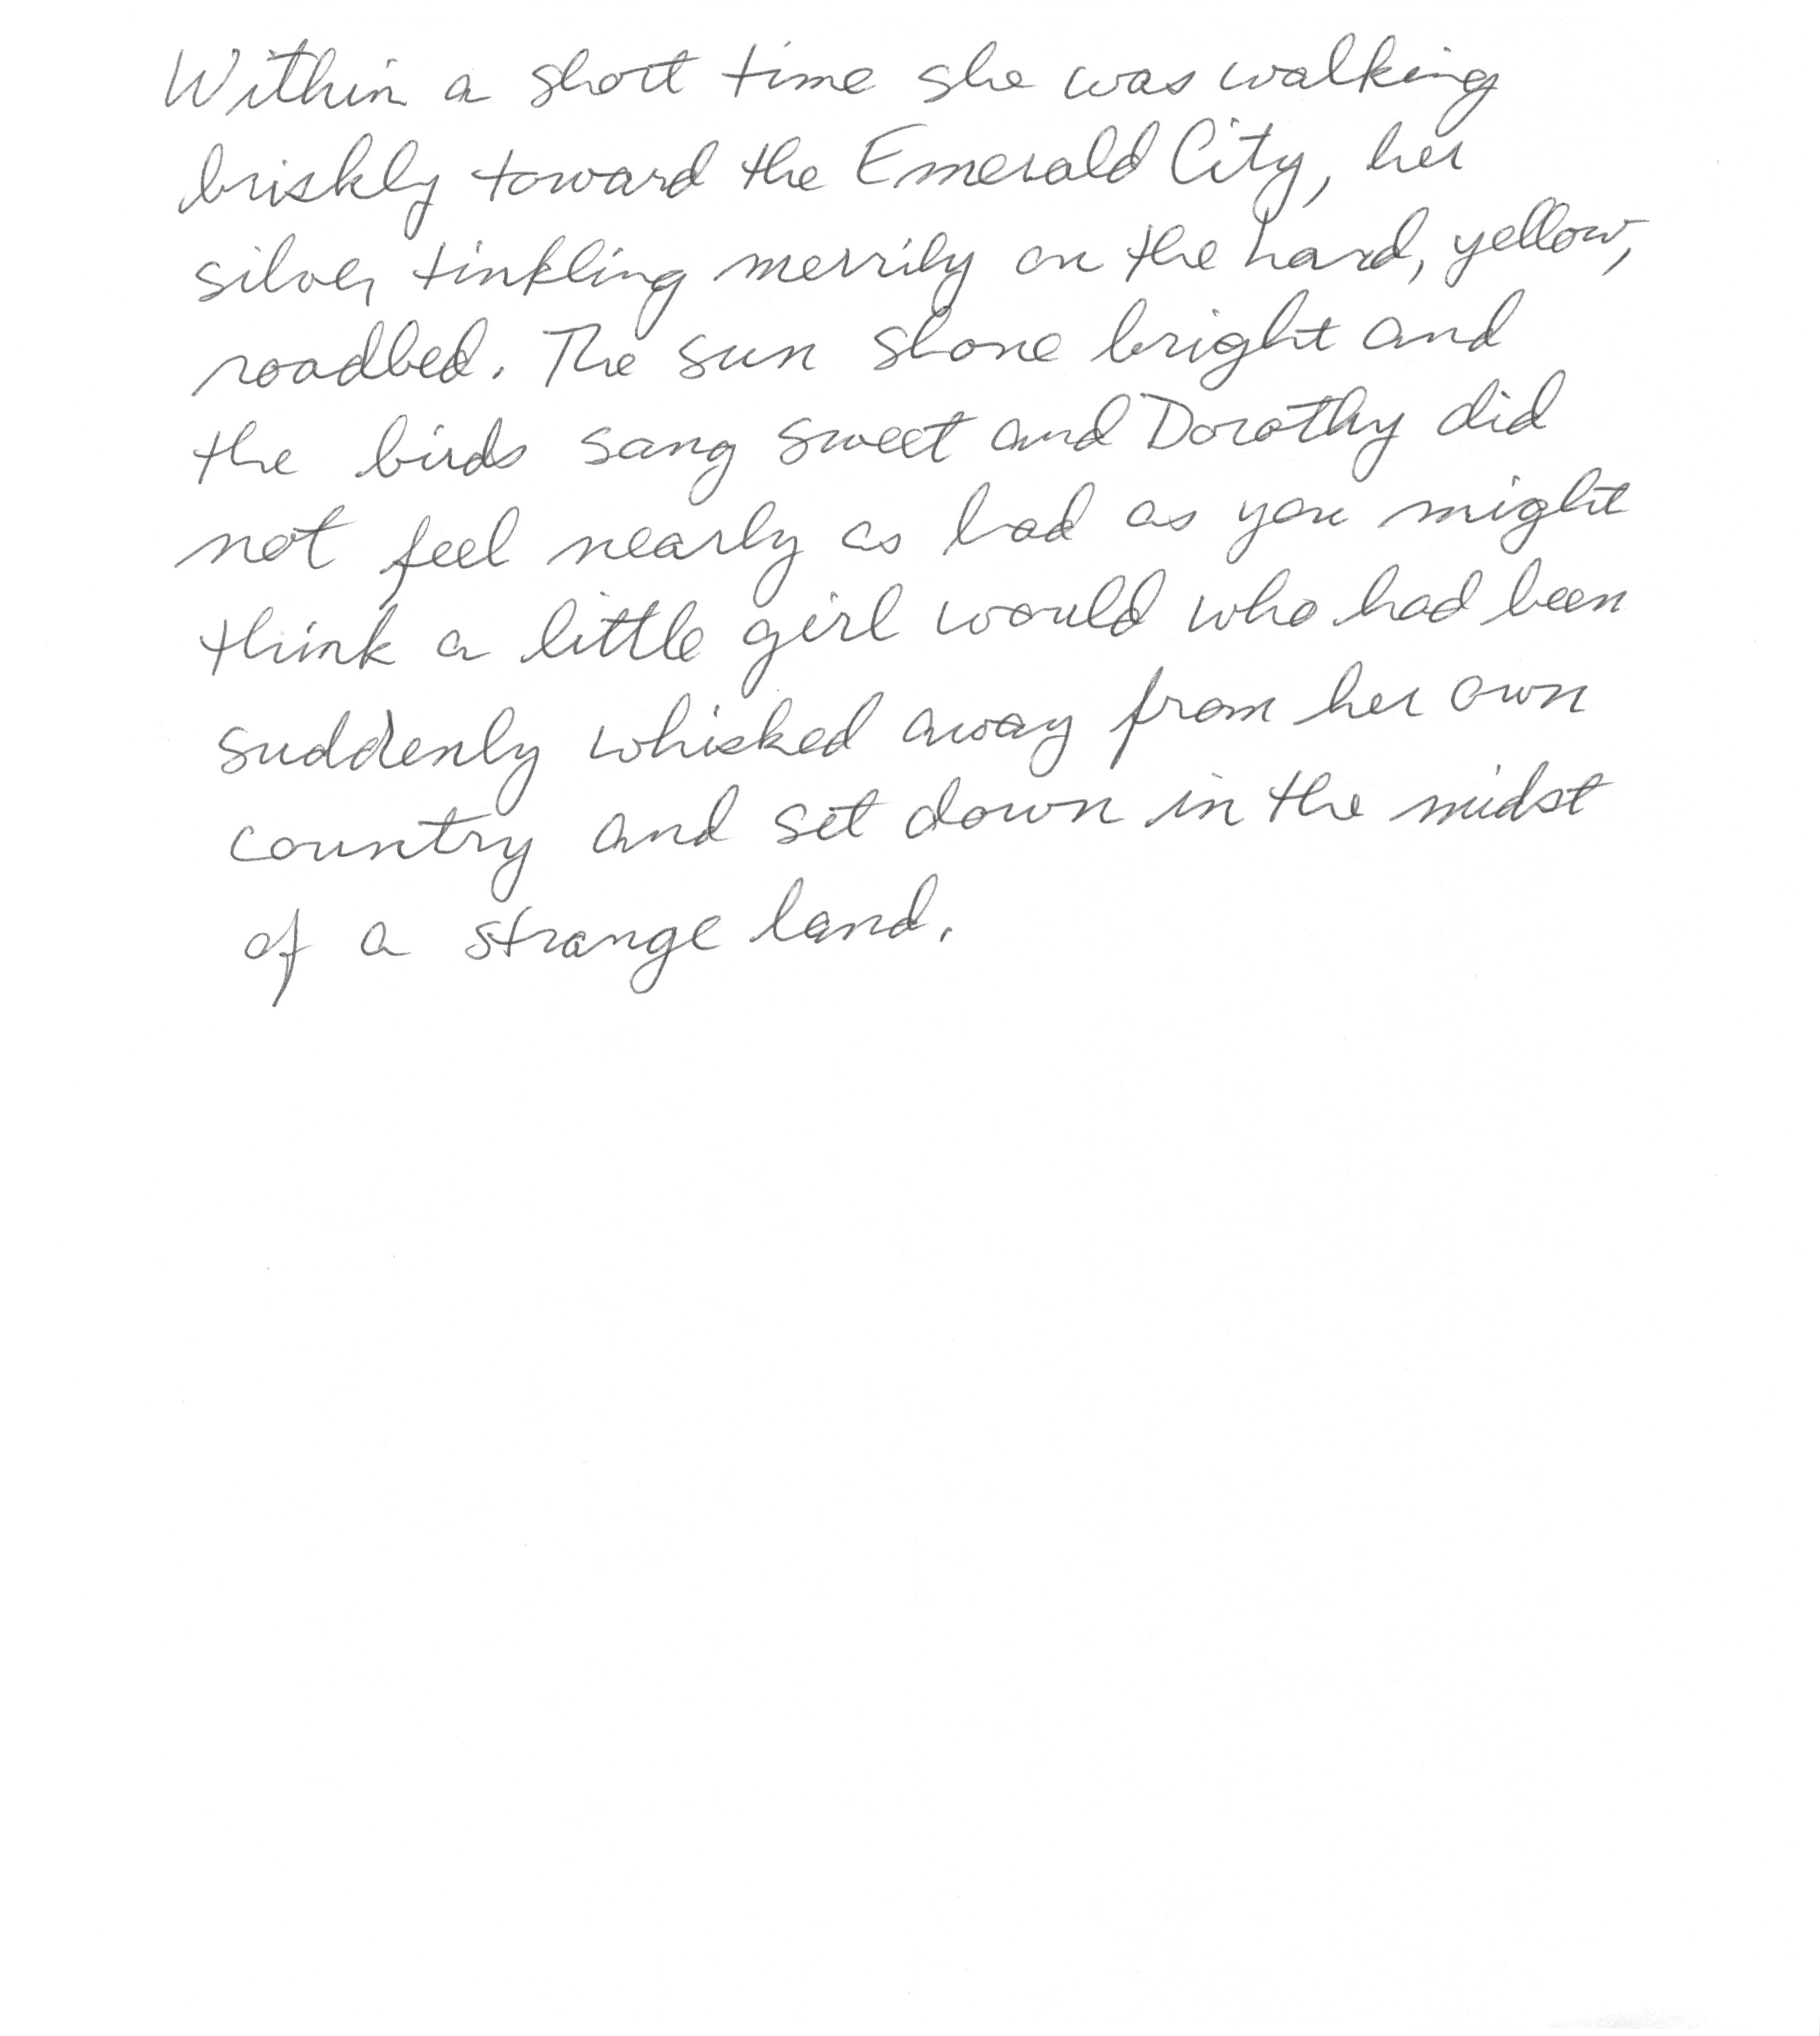 Within a short time she was walking
briskly toward the Emerald City, her
silver tinkling merrily on the hard, yellow,
roadbed. The sun shone bright and
the birds sang sweet and Dorothy did
not feel nearly as bad as you might
think a little girl would who had been
suddenly whisked away from her own
country and set down in the midst
of a strange land.